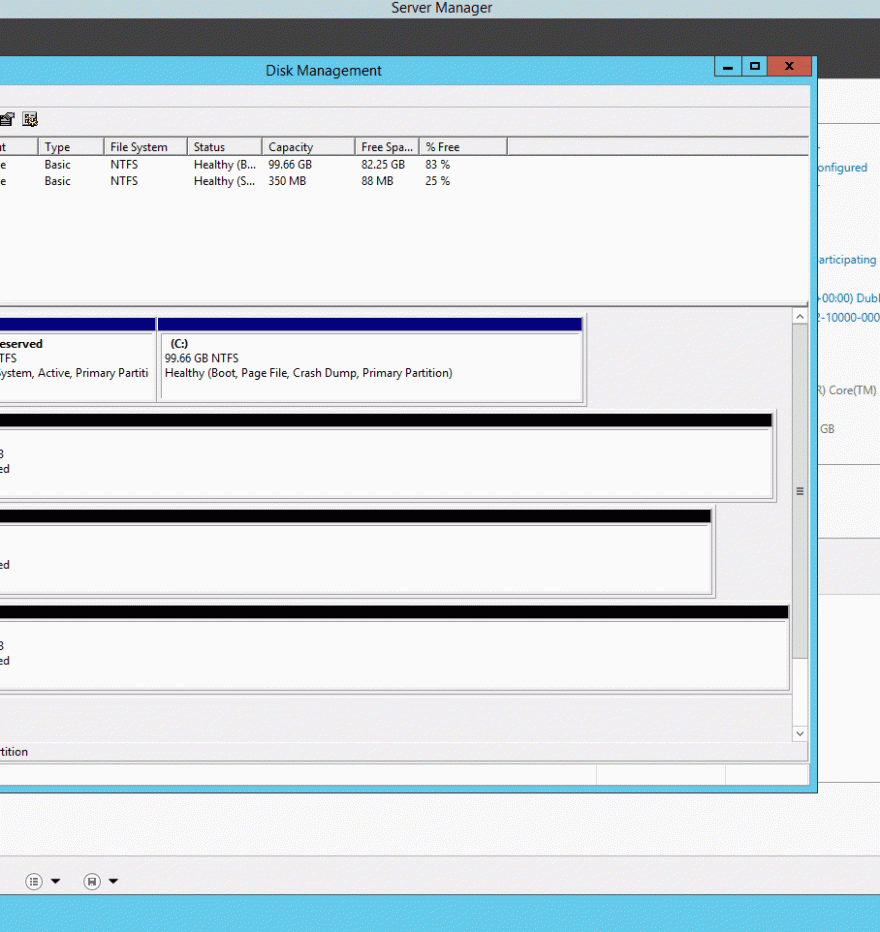 Server Manager
Disk Management
nt Type File System Status Capacity Free Spa... % Free
e Basic NTFS Healthy (B... 99.66 GB 82.25 GB 83 %
e Basic NTFS Healthy (S... 350 MB 88 MB 25 %
onfigured
articipating
+00:00) Dubl
2-10000-000
eserved
TFS
ystem, Active, Primary Partiti
(C:)
99.66 GB NTFS
Healthy (Boot, Page File, Crash Dump, Primary Partition)
R) Core(TM)
GB
B
ed
ed
B
ed
tition